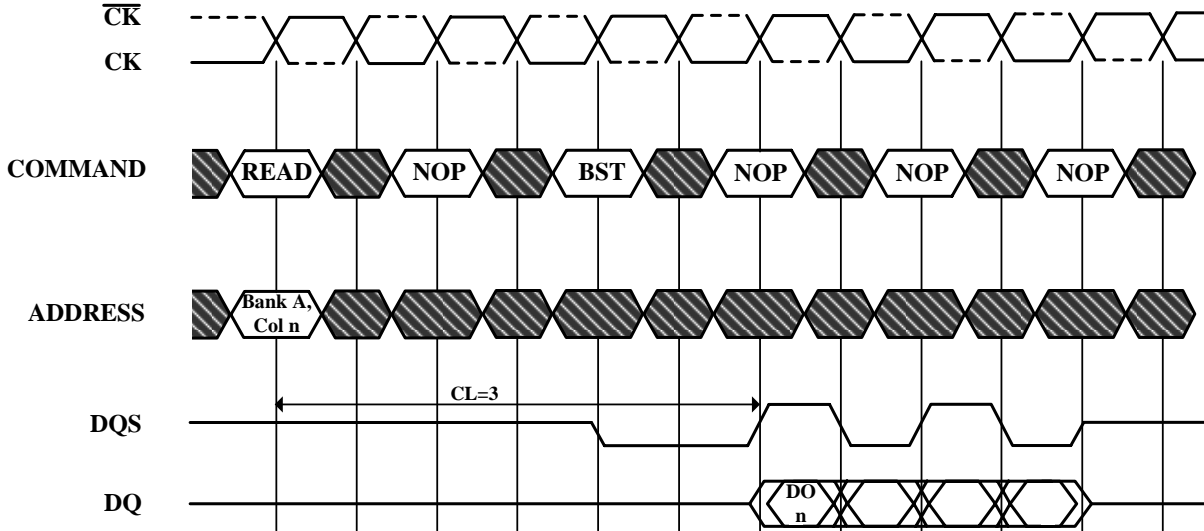 CK
CK
COMMAND
READ
NOP
BST
NOP
NOP
NOP
ADDRESS
Bank A,
Col n
CL=3
DQS
DQ
DO
n